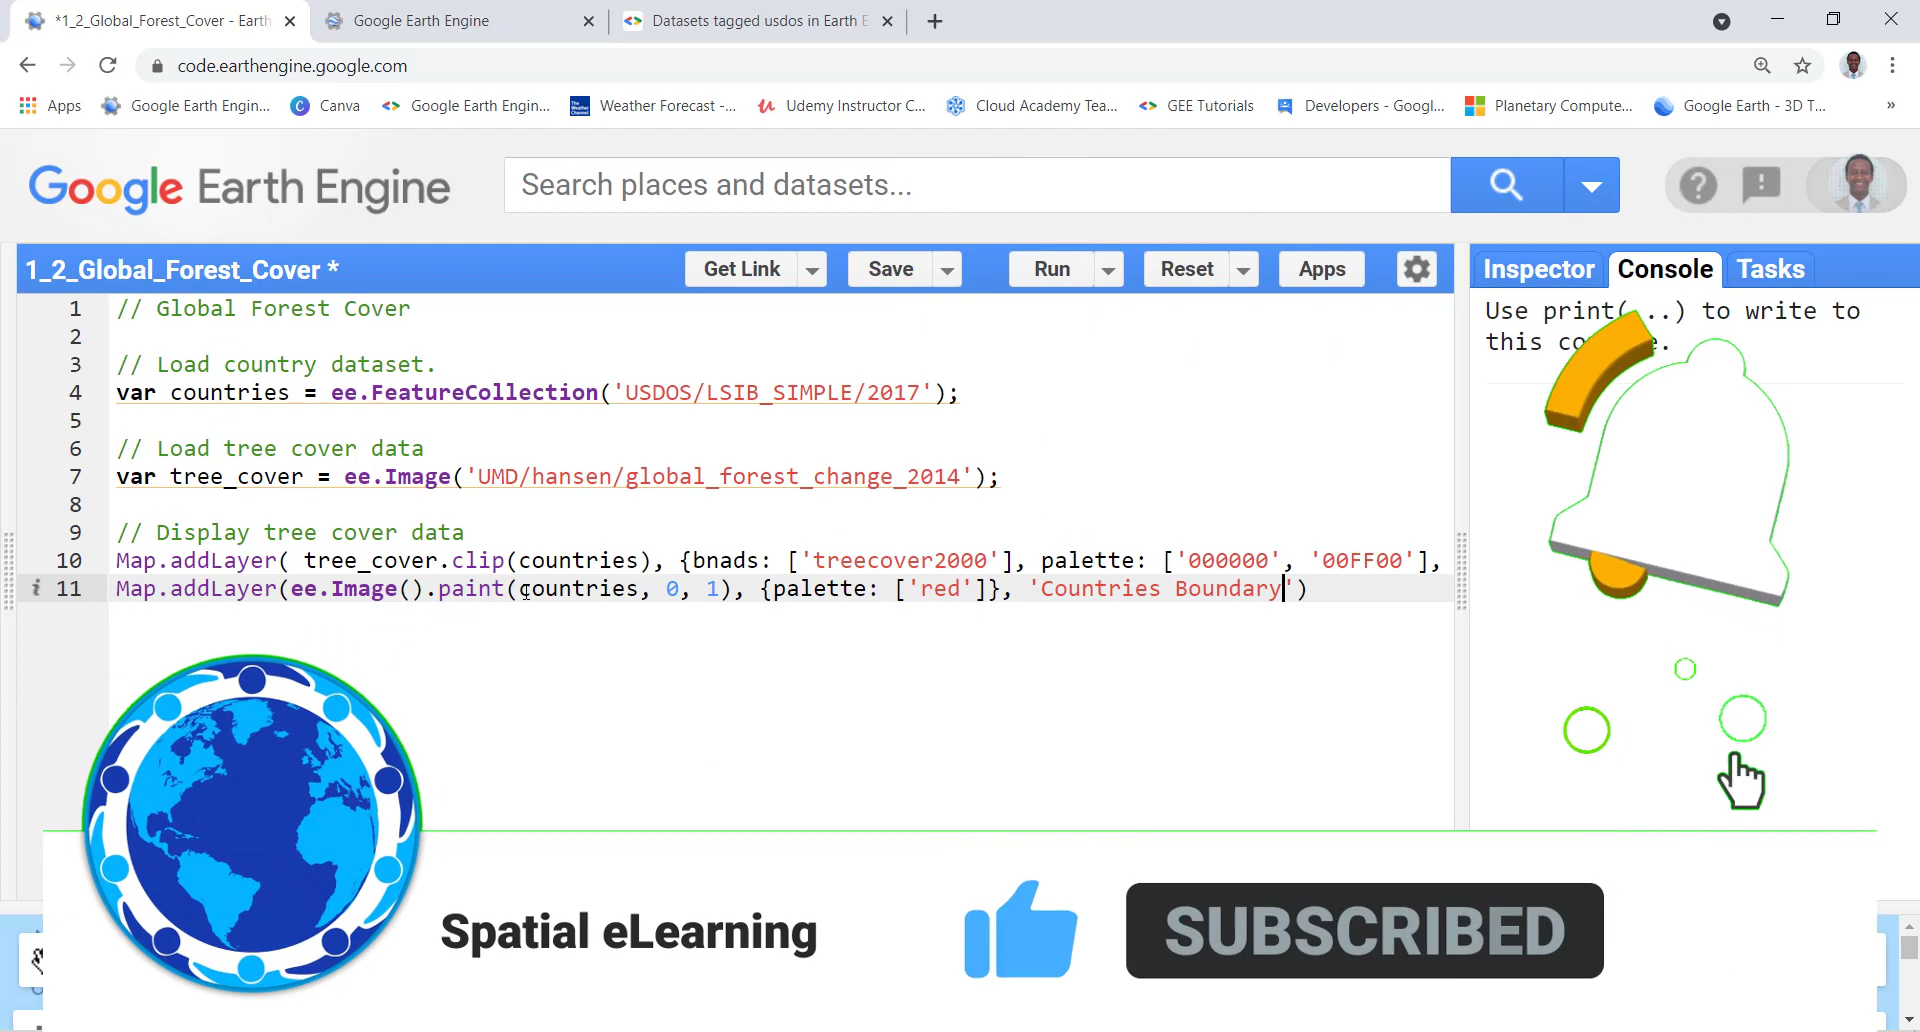 *1_2_Global_Forest_Cover - Earth
Google Earth Engine
Datasets tagged usdos in Earth E
code.earthengine.google.com
Apps
Google Earth Engin...
Canva
Google Earth Engin...
The Weather Channel
Weather Forecast -...
Udemy Instructor C...
Cloud Academy Tea...
GEE Tutorials
Developers - Googl...
Planetary Compute...
Google Earth - 3D T...
»
Google Earth Engine
Search places and datasets...
1_2_Global_Forest_Cover *
Get Link
Save
Run
Reset
Apps
Inspector
Console
Tasks
1 // Global Forest Cover
2
3 // Load country dataset.
4 var countries = ee.FeatureCollection('USDOS/LSIB_SIMPLE/2017');
5
6 // Load tree cover data
7 var tree_cover = ee.Image('UMD/hansen/global_forest_change_2014');
8
9 // Display tree cover data
10 Map.addLayer( tree_cover.clip(countries), {bnads: ['treecover2000'], palette: ['000000', '00FF00'],
i 11 Map.addLayer(ee.Image().paint(countries, 0, 1), {palette: ['red']}, 'Countries Boundary')
Use print(...) to write to
this
Spatial eLearning
SUBSCRIBED